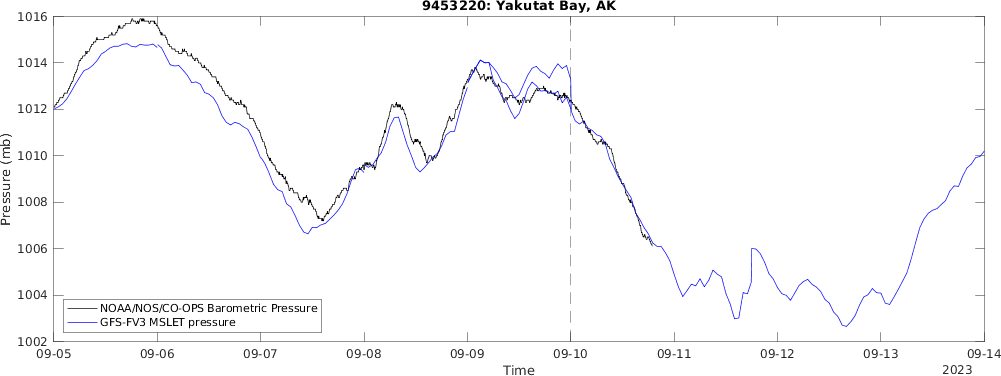 9453220: Yakutat Bay, AK
1016
1014
1012
1010
1008
1006
1004
1002
Pressure (mb)
NOAA/NOS/CO-OPS Barometric Pressure
GFS-FV3 MSLET pressure
09-05 09-06 09-07 09-08 09-09 09-10 09-11 09-12 09-13 09-14
Time
2023